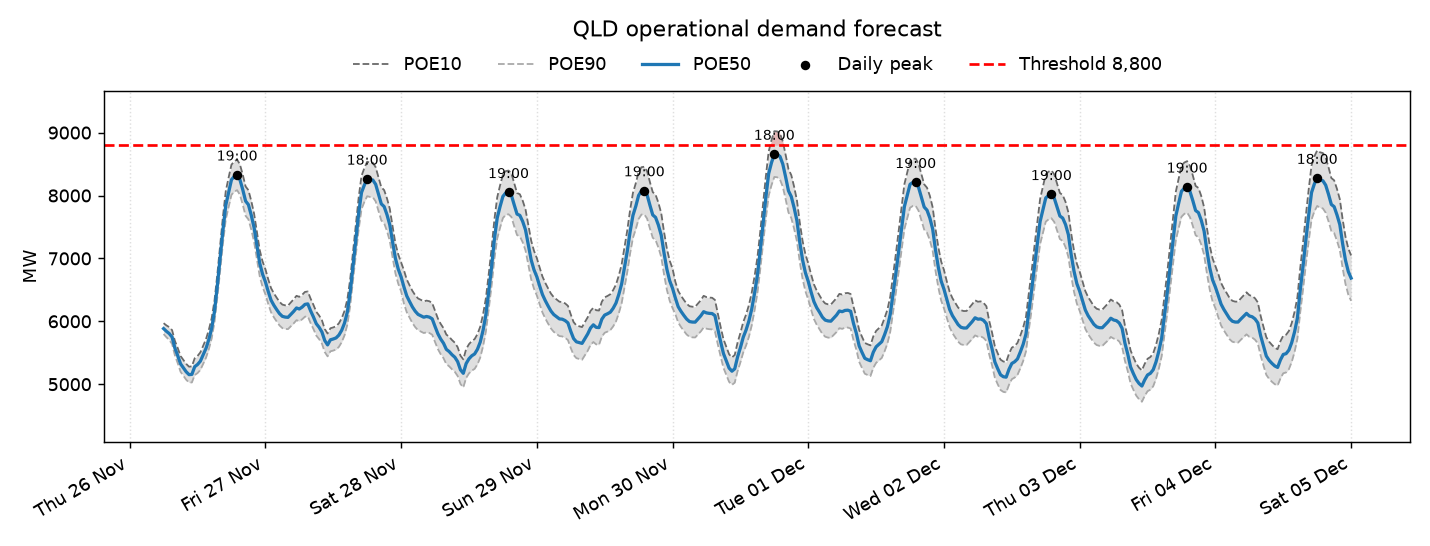 QLD operational demand forecast
POE10 POE90 POE50 Daily peak Threshold 8,800
MW
9000
8000
7000
6000
5000
19:00 18:00 19:00 19:00 18:00 19:00 19:00 19:00 18:00
Thu 26 Nov Fri 27 Nov Sat 28 Nov Sun 29 Nov Mon 30 Nov Tue 01 Dec Wed 02 Dec Thu 03 Dec Fri 04 Dec Sat 05 Dec